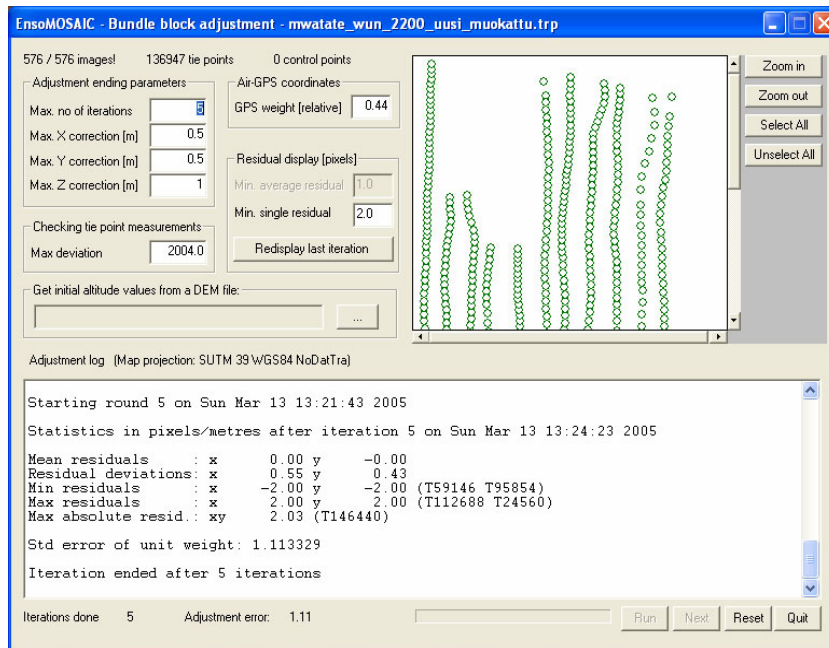 EnsoMOSAIC - Bundle block adjustment - mwatate_wun_2200_uusi_muokattu.trp
576 / 576 images! 136947 tie points 0 control points
Adjustment ending parameters
Max. no of iterations 5
Max. X correction [m] 0.5
Max. Y correction [m] 0.5
Max. Z correction [m] 1
Checking tie point measurements
Max deviation 2004.0
Air-GPS coordinates
GPS weight [relative] 0.44
Residual display [pixels]
Min. average residual 1.0
Min. single residual 2.0
Redisplay last iteration
Zoom in
Zoom out
Select All
Unselect All
Get initial altitude values from a DEM file:
...
Adjustment log (Map projection: SUTM 39 WGS84 NoDatTra)
Starting round 5 on Sun Mar 13 13:21:43 2005
Statistics in pixels/metres after iteration 5 on Sun Mar 13 13:24:23 2005
Mean residuals : x 0.00 y -0.00
Residual deviations: x 0.55 y 0.43
Min residuals : x -2.00 y -2.00 (T59146 T95854)
Max residuals : x 2.00 y 2.00 (T112688 T24560)
Max absolute resid.: xy 2.03 (T146440)
Std error of unit weight: 1.113329
Iteration ended after 5 iterations
Iterations done 5 Adjustment error: 1.11 Run Next Reset Quit